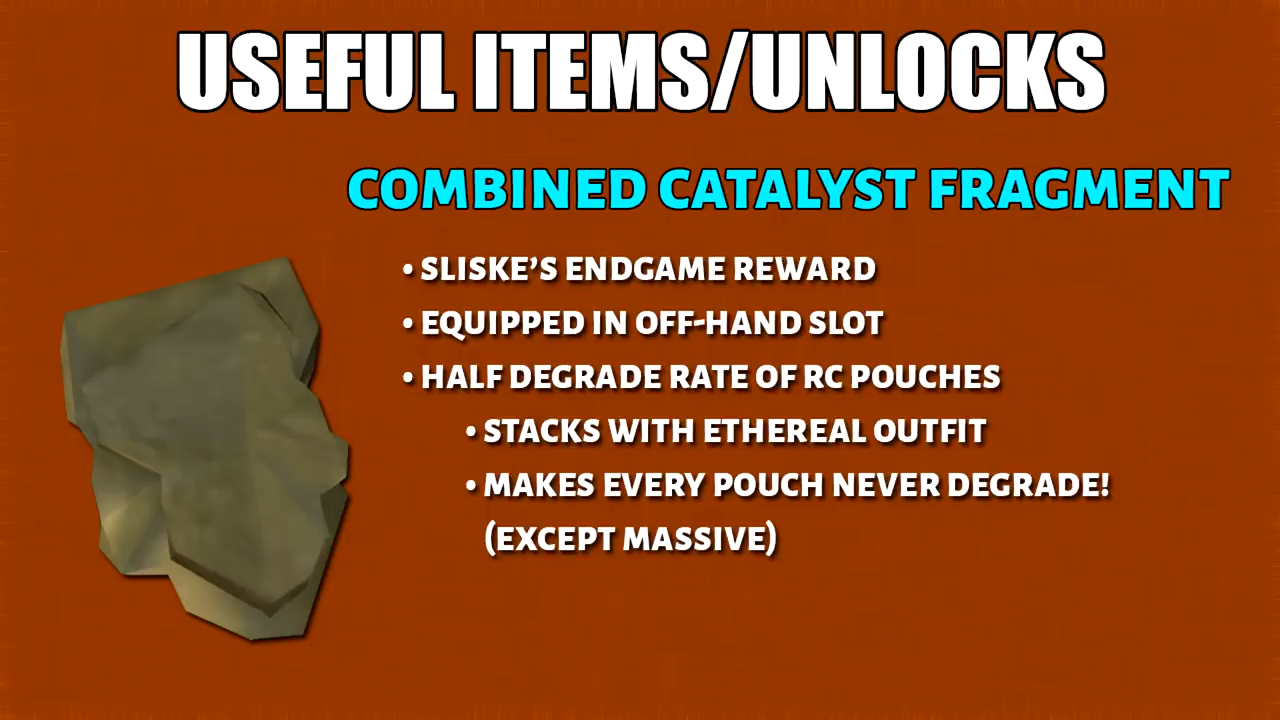 USEFUL ITEMS/UNLOCKS
COMBINED CATALYST FRAGMENT
• SLISKE'S ENDGAME REWARD
• EQUIPPED IN OFF-HAND SLOT
• HALF DEGRADE RATE OF RC POUCHES
• STACKS WITH ETHEREAL OUTFIT
• MAKES EVERY POUCH NEVER DEGRADE!
(EXCEPT MASSIVE)